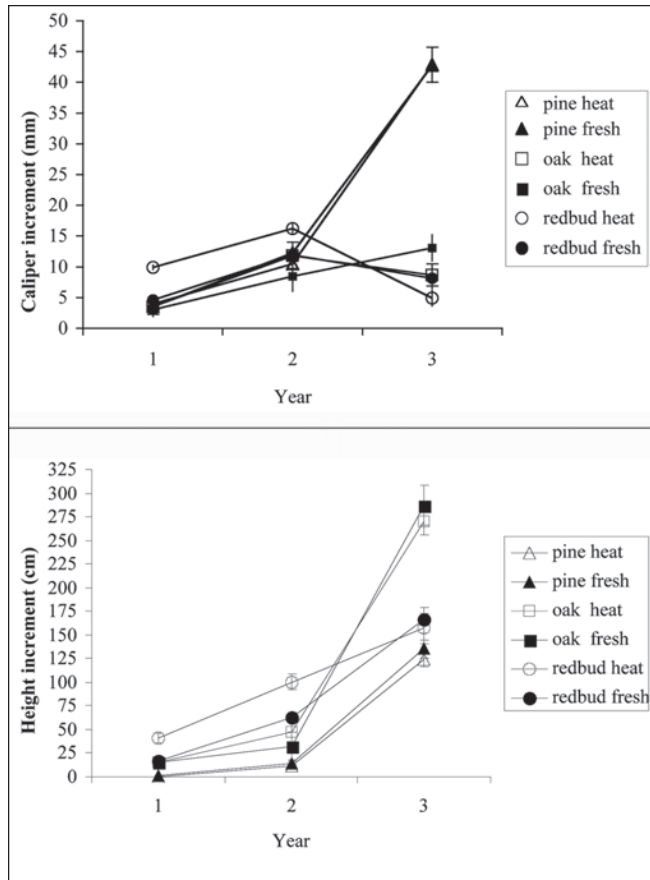 50
45
40
35
30
25
20
15
10
5
0
Caliper increment (mm)
1 2 3
Year
pine heat
pine fresh
oak heat
oak fresh
redbud heat
redbud fresh
325
300
275
250
225
200
175
150
125
100
75
50
25
0
Height increment (cm)
1 2 3
Year
pine heat
pine fresh
oak heat
oak fresh
redbud heat
redbud fresh